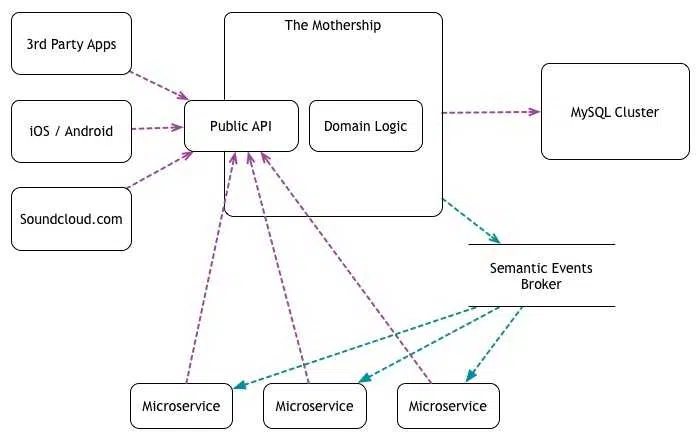 The Mothership
3rd Party Apps
iOS / Android
Soundcloud.com
Public API
Domain Logic
MySQL Cluster
Semantic Events
Broker
Microservice
Microservice
Microservice